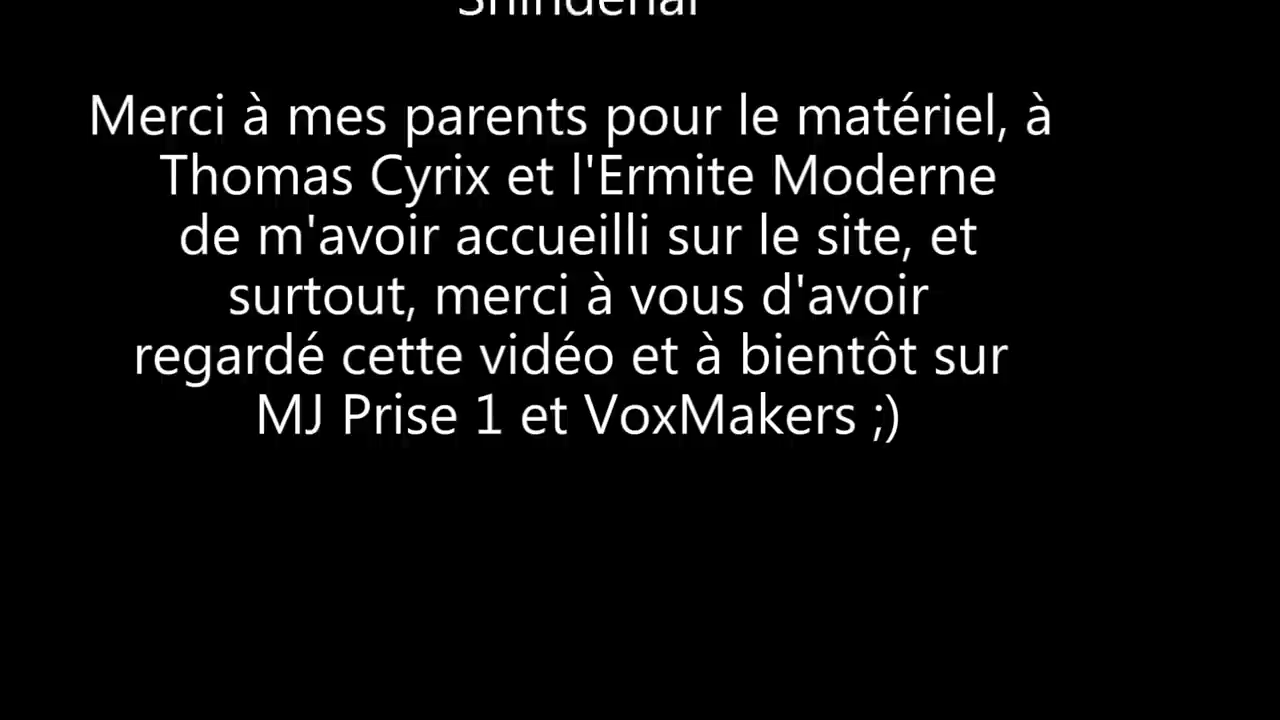 Merci à mes parents pour le matériel, à
Thomas Cyrix et l'Ermite Moderne
de m'avoir accueilli sur le site, et
surtout, merci à vous d'avoir
regardé cette vidéo et à bientôt sur
MJ Prise 1 et VoxMakers ;)